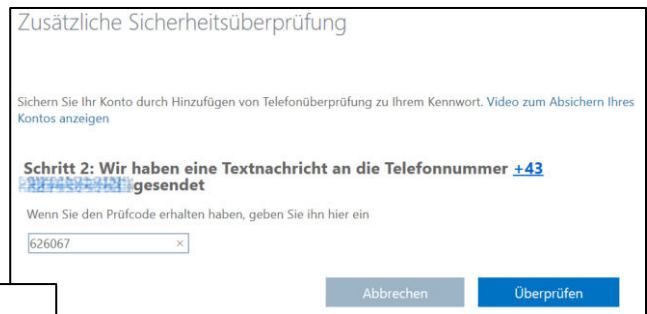 Zusätzliche Sicherheitsüberprüfung
Sichern Sie Ihr Konto durch Hinzufügen von Telefonüberprüfung zu Ihrem Kennwort. Video zum Absichern Ihres
Kontos anzeigen
Schritt 2: Wir haben eine Textnachricht an die Telefonnummer +43
gesendet
Wenn Sie den Prüfcode erhalten haben, geben Sie ihn hier ein
626067 ×
Abbrechen Überprüfen